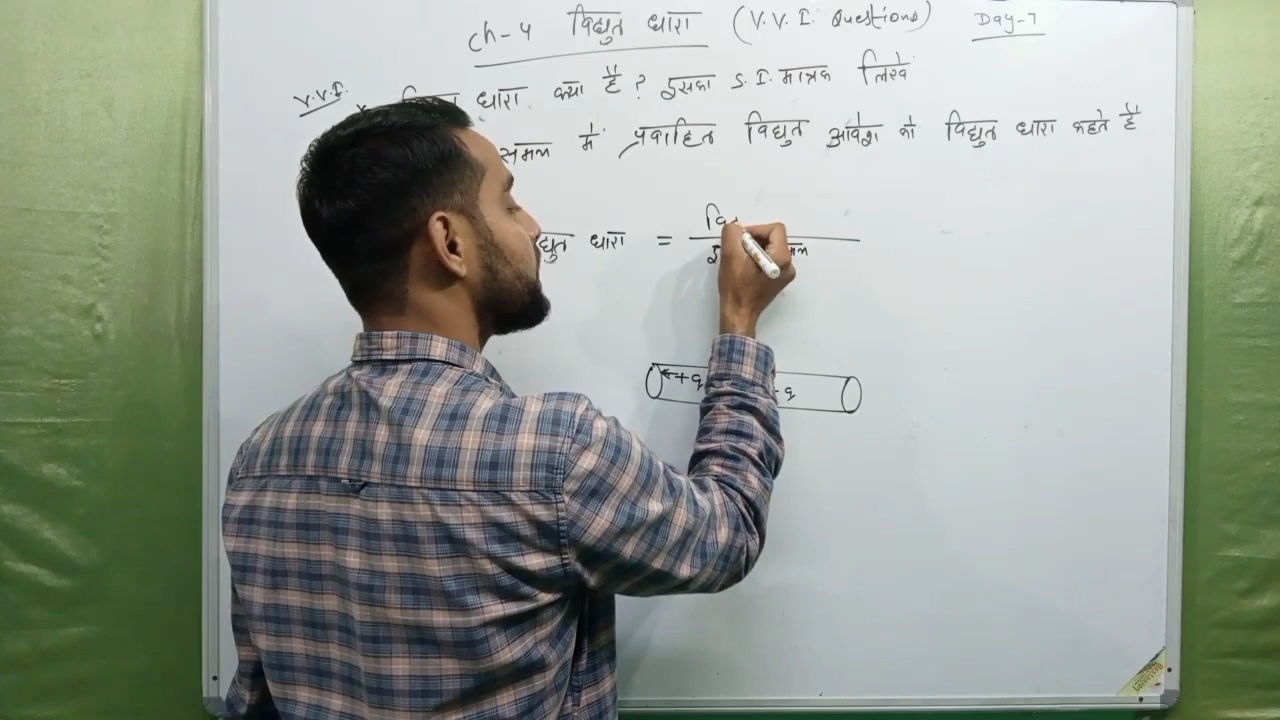 Ch-4 विद्युत धारा (V.V.I. Questions) Day-7
V.V.I. धारा क्या है ? इसका S.I. मात्रक लिखें
समय में प्रवाहित विद्युत आवेश को विद्युत धारा कहते हैं
धारा =
+q
q